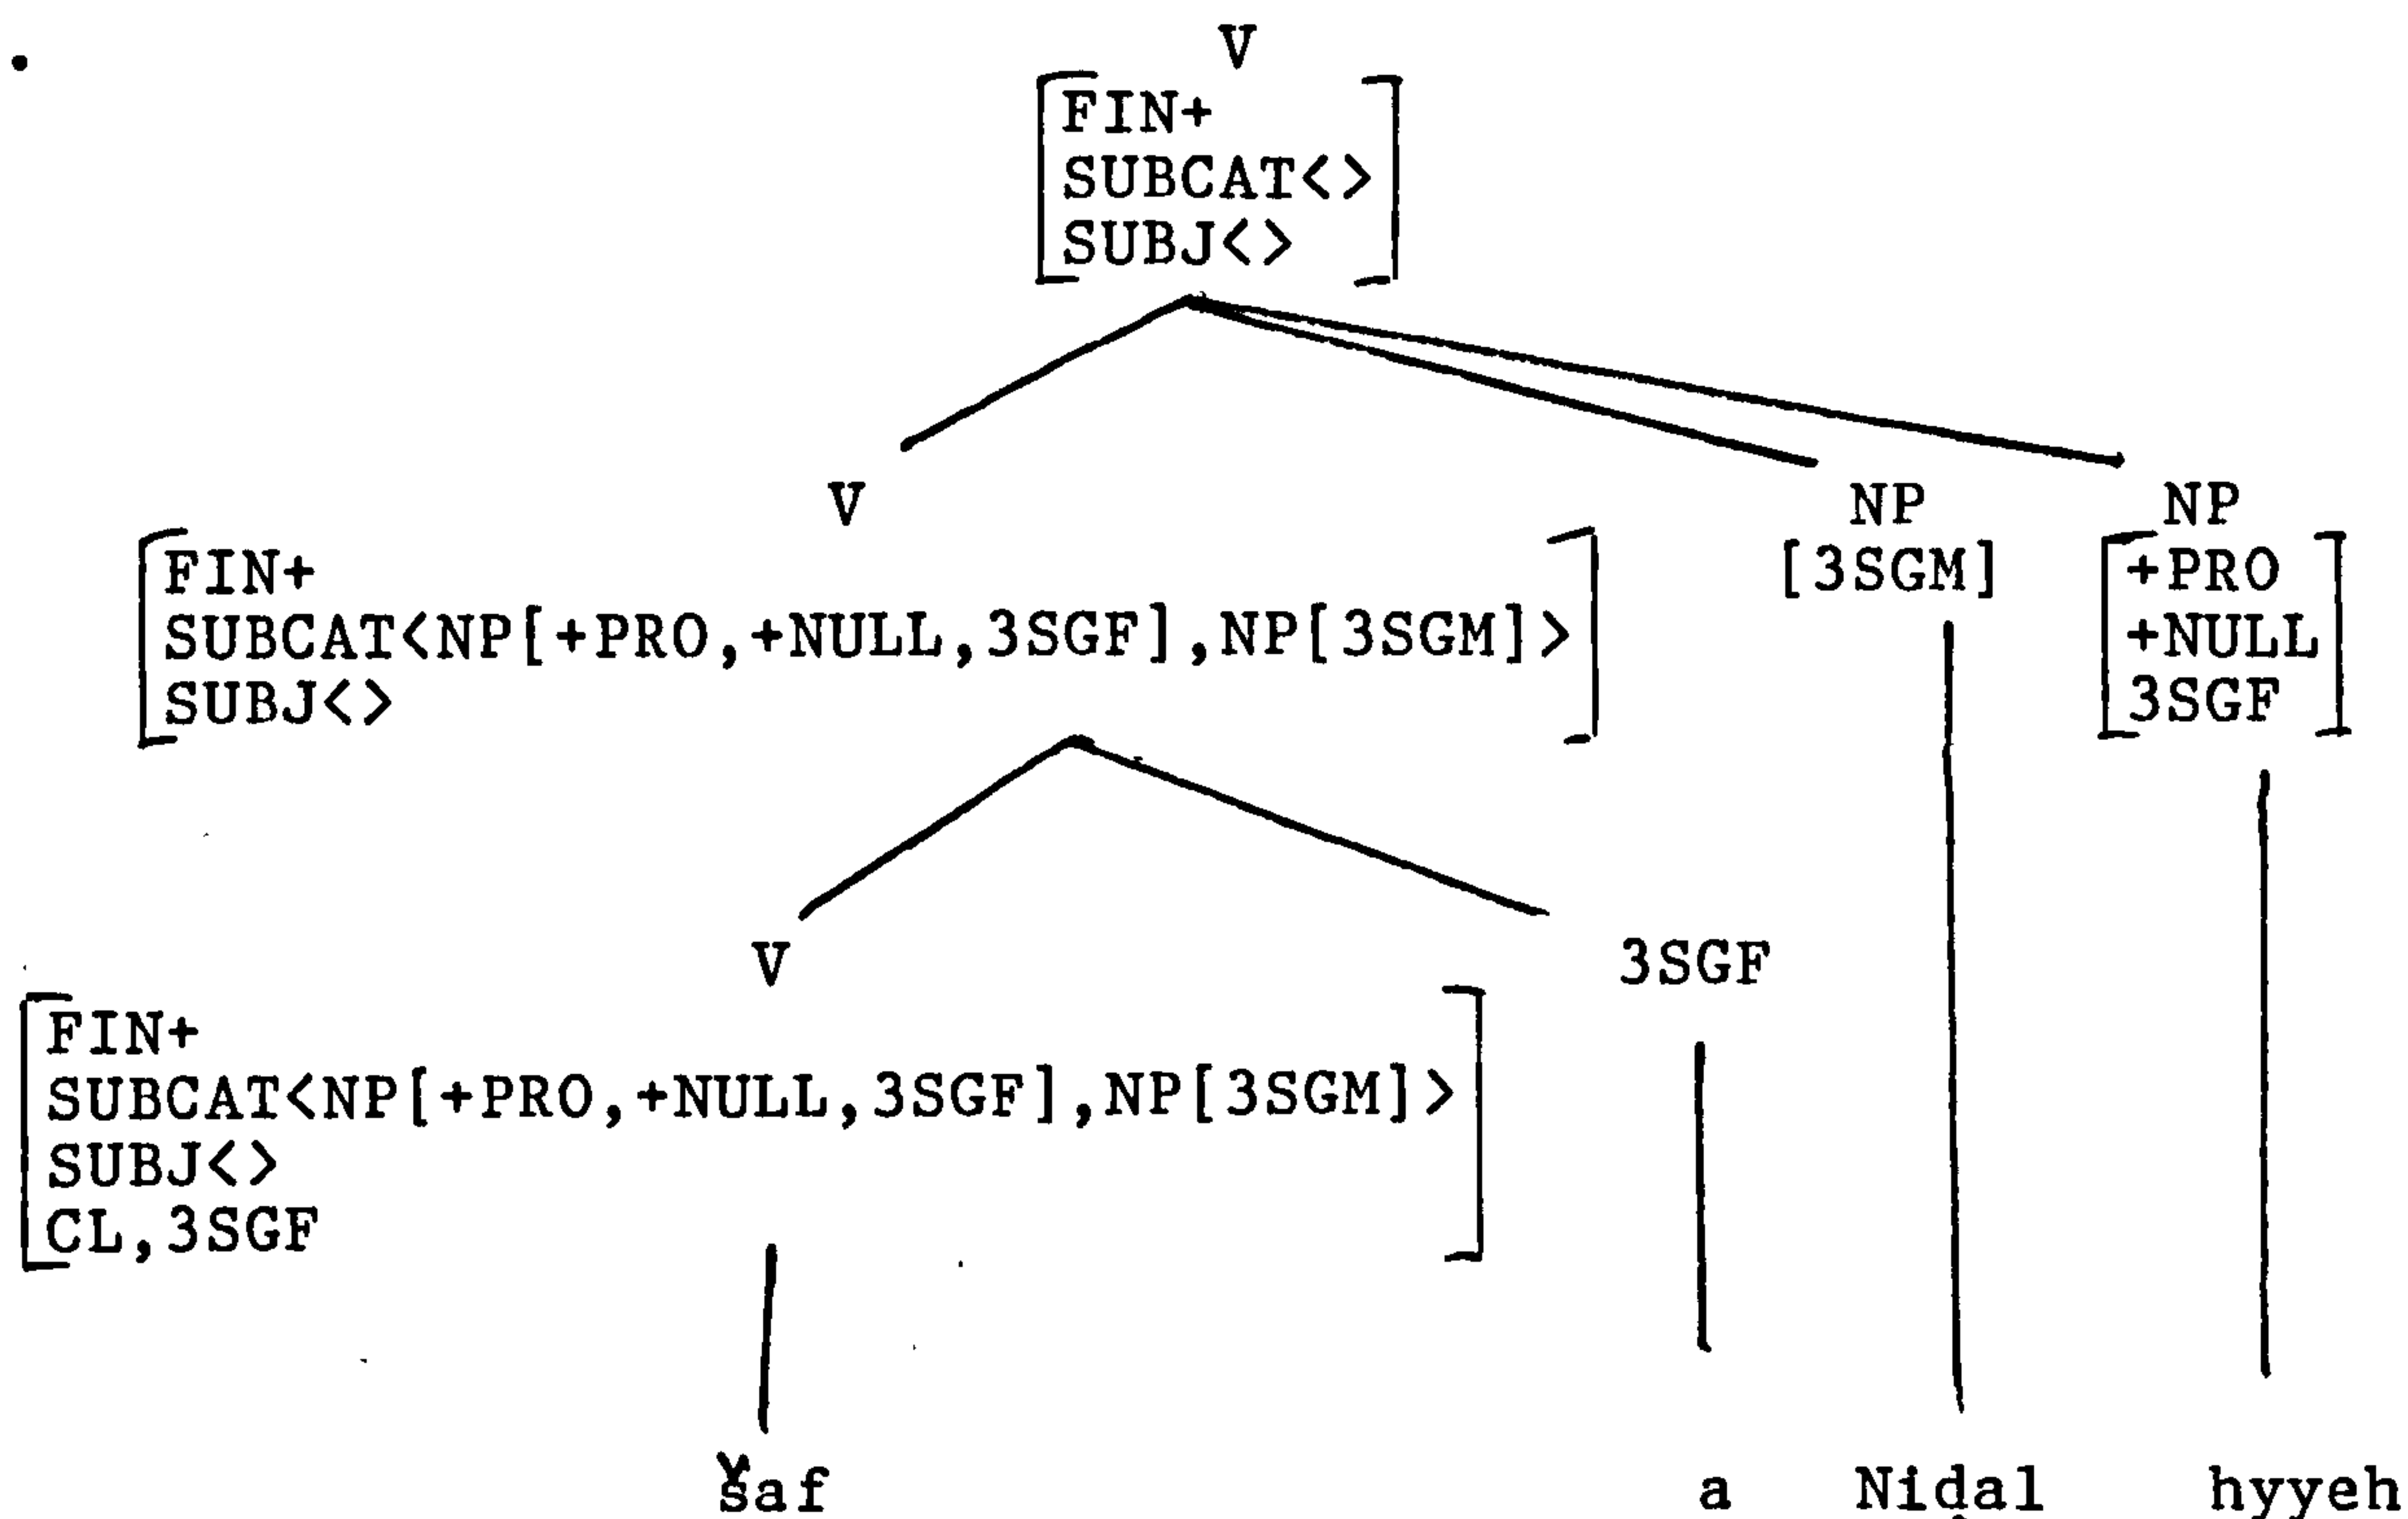 V
FIN+
SUBCAT<>
SUBJ<>
V
FIN+
SUBCAT<NP[+PRO,+NULL,3SGF],NP[3SGM]>
SUBJ<>
NP
[3SGM]
NP
+PRO
+NULL
3SGF
V
FIN+
SUBCAT<NP[+PRO,+NULL,3SGF],NP[3SGM]>
SUBJ<>
CL,3SGF
3SGF
šaf a Niḍal hyyeh